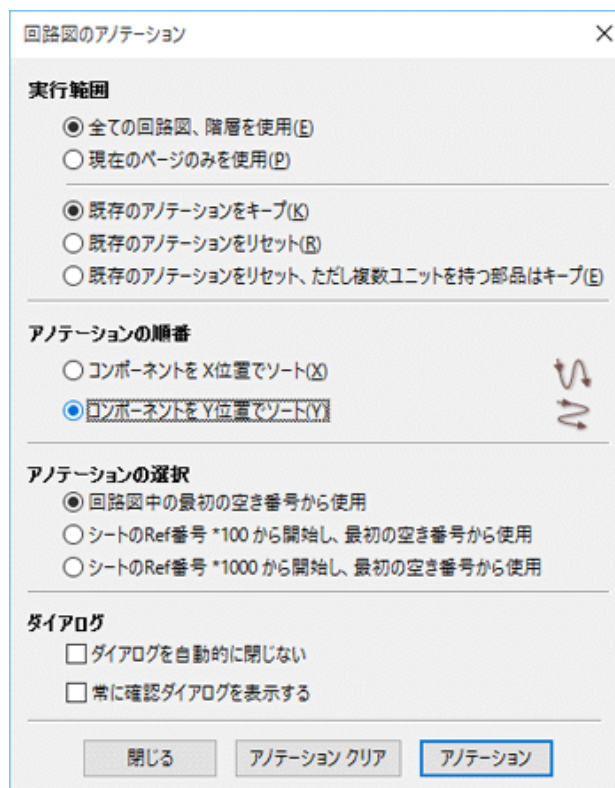 回路図のアノテーション
実行範囲
全ての回路図、階層を使用(E)
現在のページのみを使用(P)
既存のアノテーションをキープ(K)
既存のアノテーションをリセット(R)
既存のアノテーションをリセット、ただし複数ユニットを持つ部品はキープ(E)
アノテーションの順番
コンポーネントを X位置でソート(X)
コンポーネントを Y位置でソート(Y)
アノテーションの選択
回路図中の最初の空き番号から使用
シートのRef番号 *100 から開始し、最初の空き番号から使用
シートのRef番号 *1000 から開始し、最初の空き番号から使用
ダイアログ
ダイアログを自動的に閉じない
常に確認ダイアログを表示する
閉じる
アノテーション クリア
アノテーション